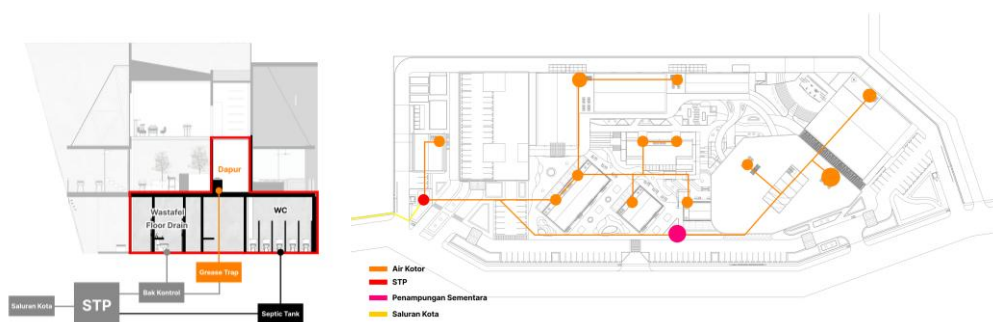 Dapur
Wastafel
Floor Drain
WC
Grease Trap
Bak Kontrol
Saluran Kota
STP
Septic Tank
Air Kotor
STP
Penampungan Sementara
Saluran Kota